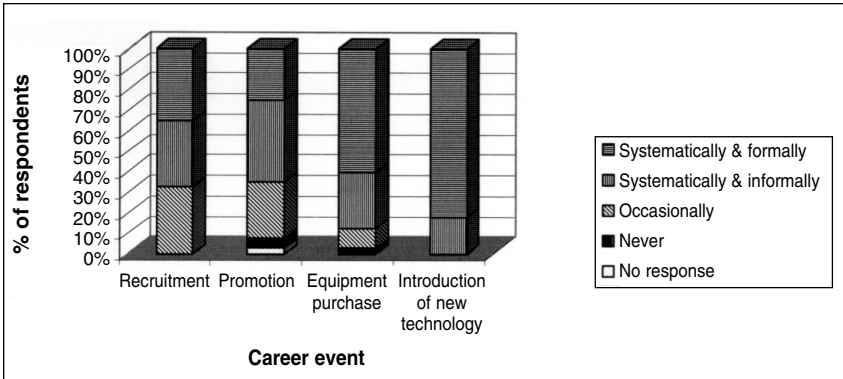 % of respondents
100%
90%
80%
70%
60%
50%
40%
30%
20%
10%
0%
Recruitment
Promotion
Equipment
purchase
Introduction
of new
technology
Career event
Systematically & formally
Systematically & informally
Occasionally
Never
No response